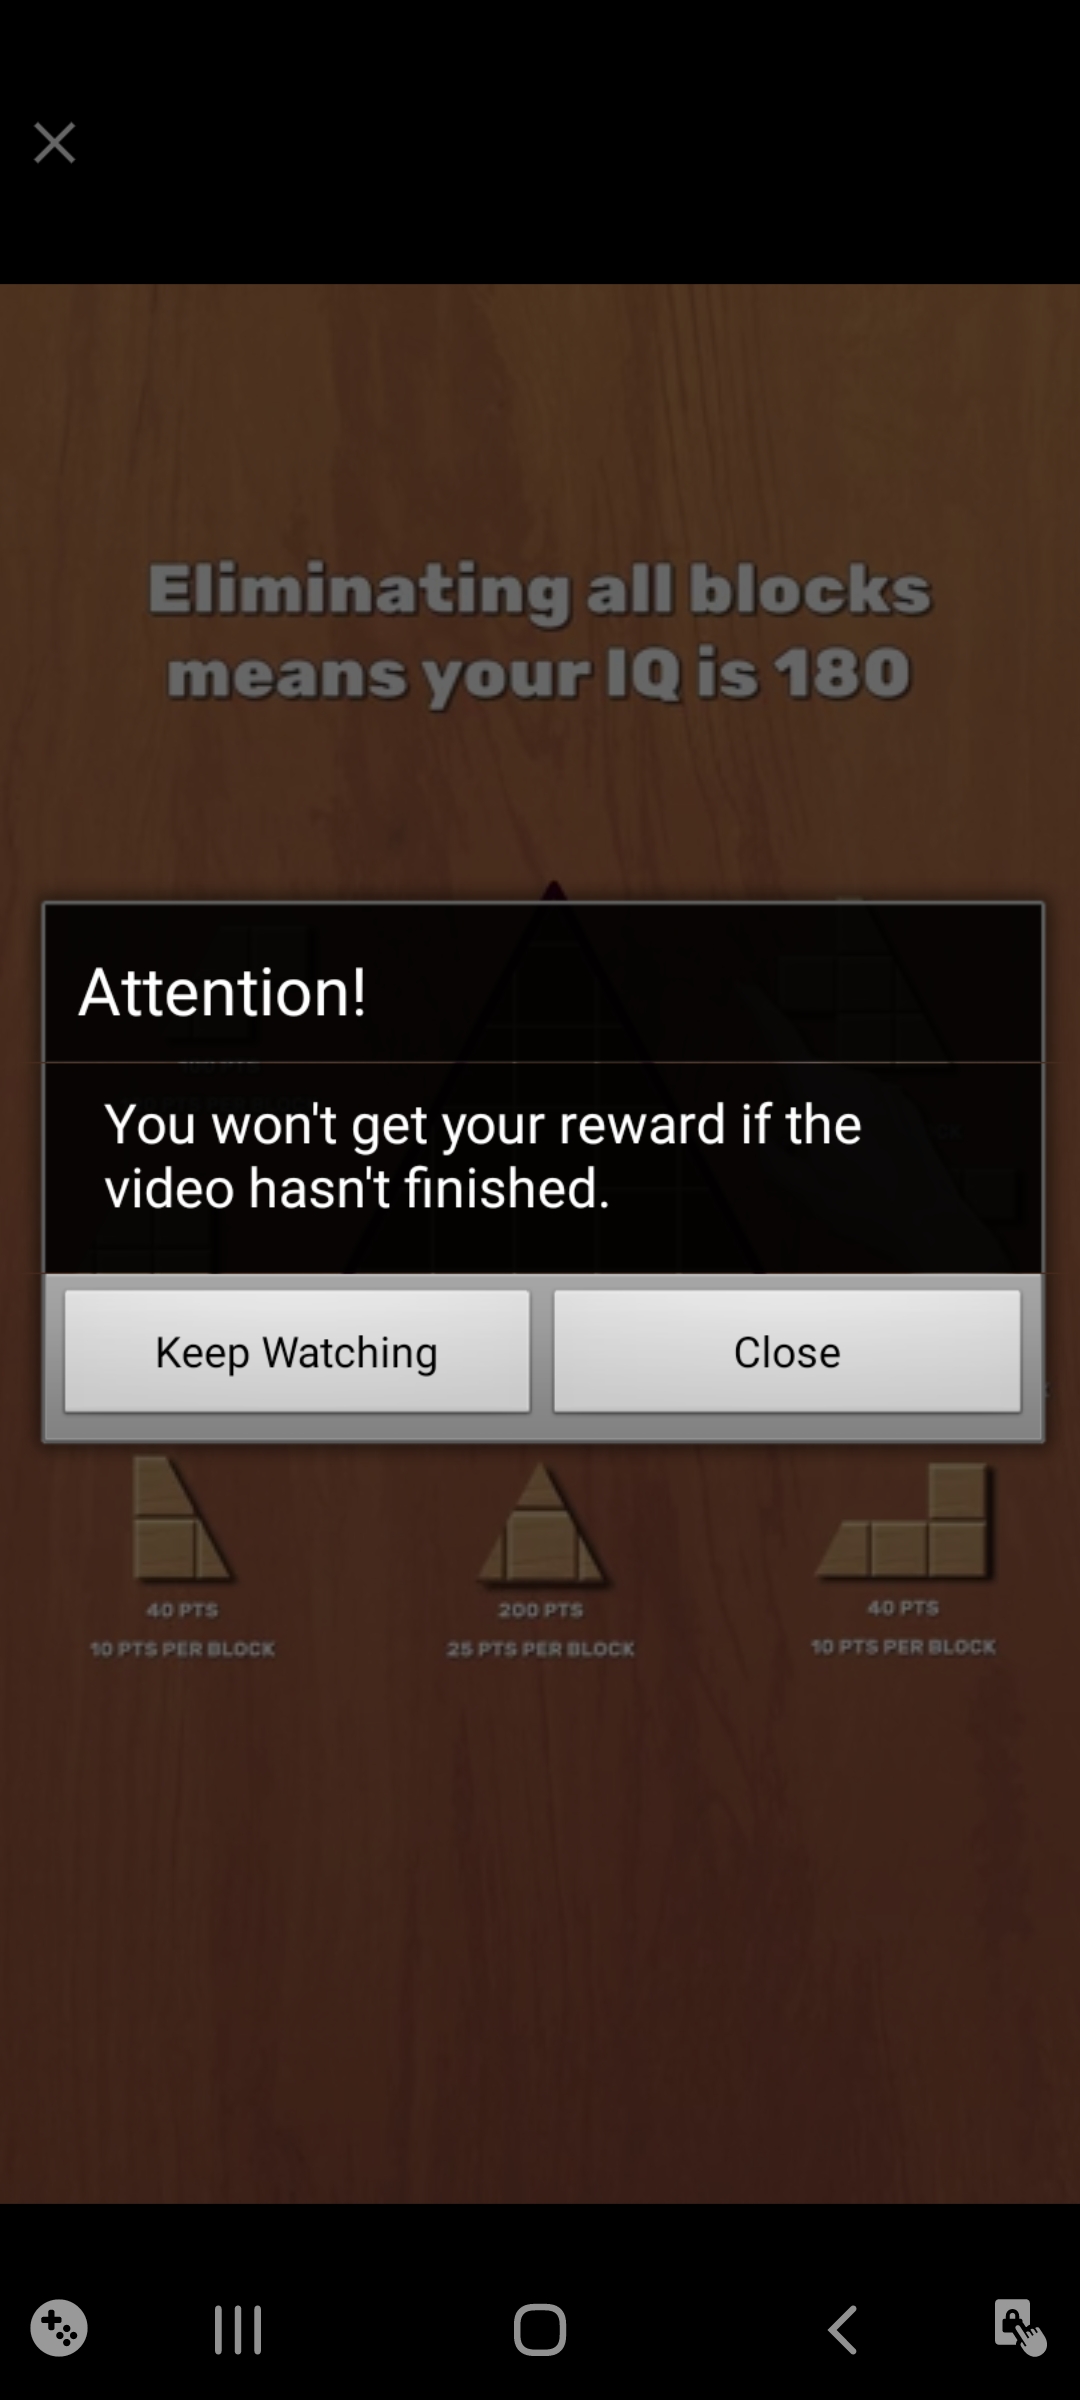 Eliminating all blocks
means your IQ is 180
Attention!
You won't get your reward if the
video hasn't finished.
Keep Watching
Close
40 PTS
10 PTS PER BLOCK
200 PTS
25 PTS PER BLOCK
40 PTS
10 PTS PER BLOCK